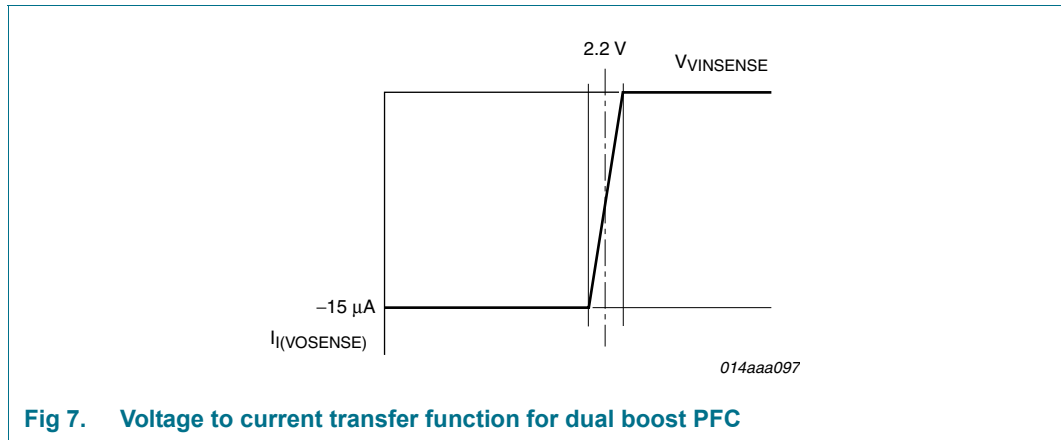 2.2 V
VVINSENSE
−15 μA
II(VOSENSE)
014aaa097
Fig 7. Voltage to current transfer function for dual boost PFC